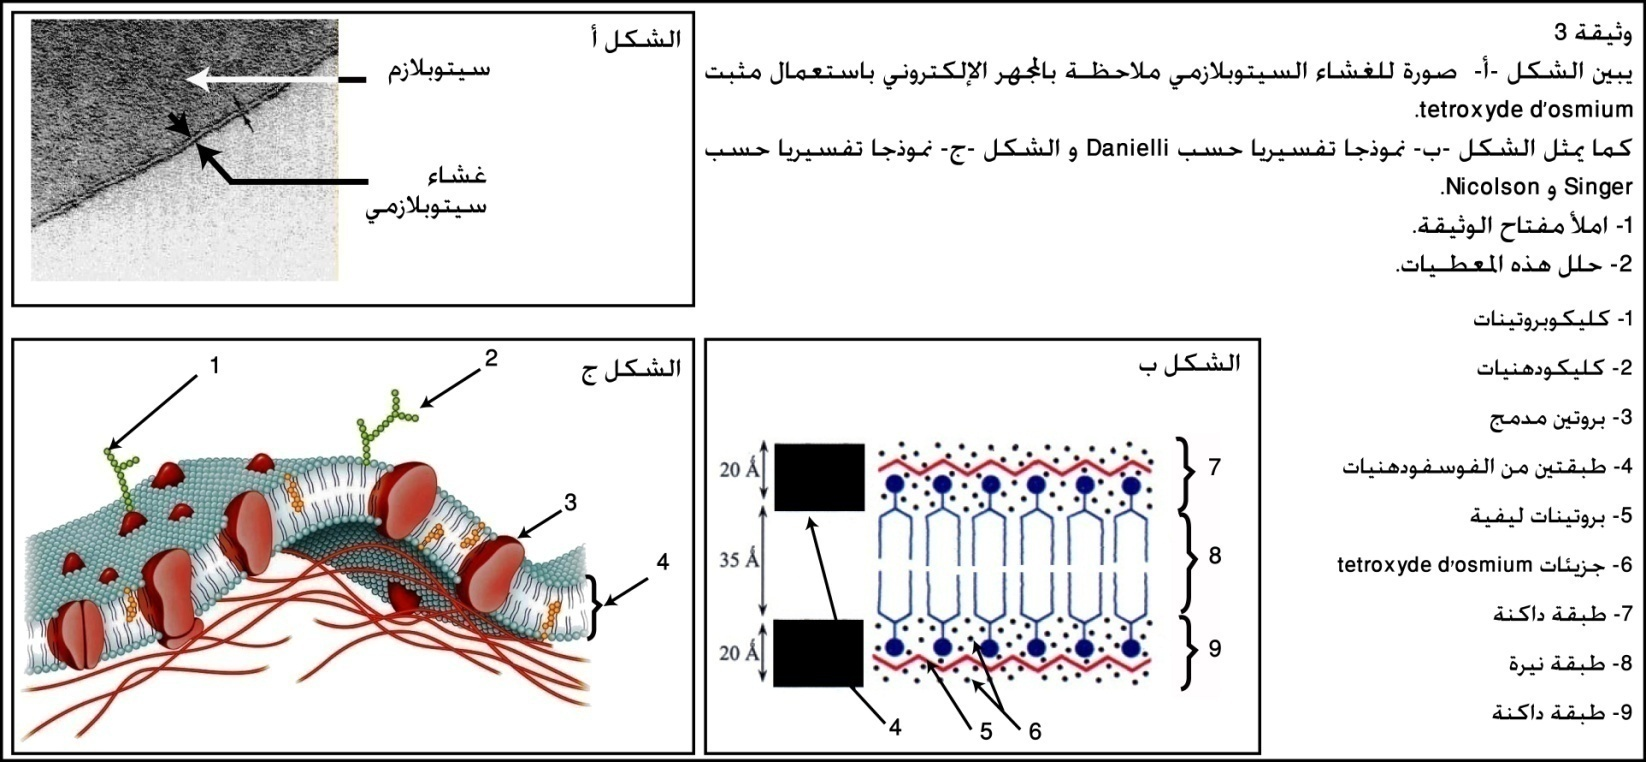 وثيقة 3
يبين الشكل -أ- صورة للغشاء السيتوبلازمي ملاحظة بالمجهر الإلكتروني باستعمال مثبت
tetroxyde d'osmium.
كما يمثل الشكل -ب- نموذجا تفسيريا حسب Danielli و الشكل -ج- نموذجا تفسيريا حسب
Singer و Nicolson.
1- املأ مفتاح الوثيقة.
2- حلل هذه المعطيات.
1- كليكوبروتينات
2- كليكودهنيات
3- بروتين مدمج
4- طبقتين من الفوسفودهنيات
5- بروتينات ليفية
6- جزيئات tetroxyde d'osmium
7- طبقة داكنة
8- طبقة نيرة
9- طبقة داكنة
الشكل أ
سيتوبلازم
غشاء
سيتوبلازمي
الشكل ب
20 Å
35 Å
20 Å
7
8
9
4
5
6
الشكل ج
1
2
3
4